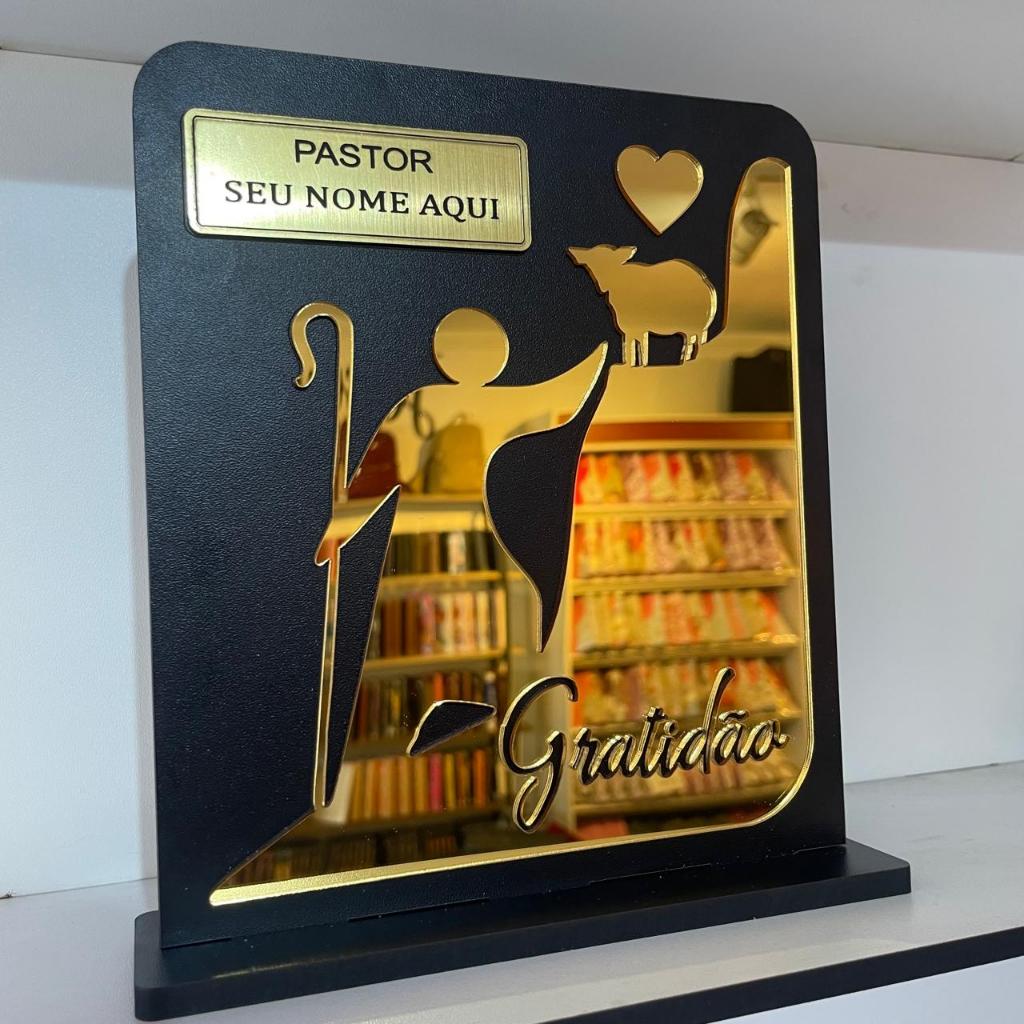 PASTOR
SEU NOME AQUI
Gratidão